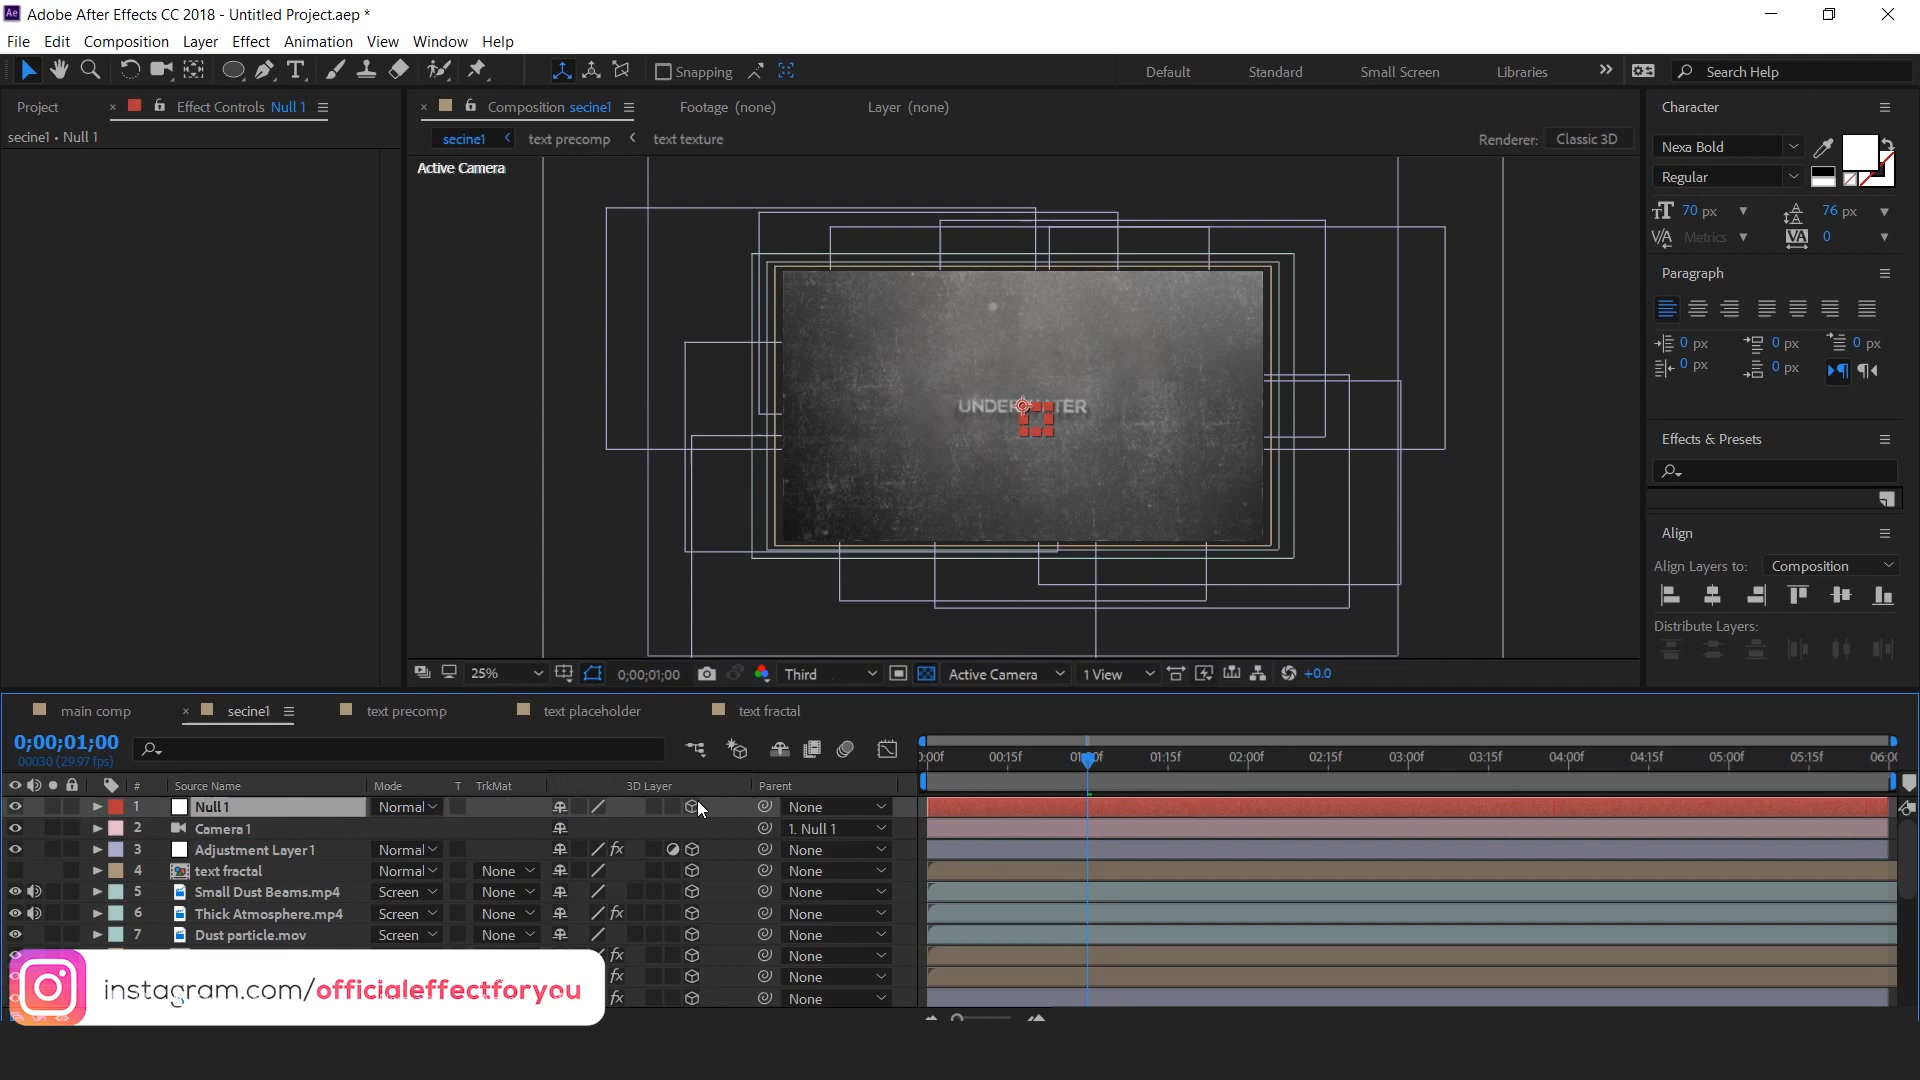 Adobe After Effects CC 2018 - Untitled Project.aep *
File Edit Composition Layer Effect Animation View Window Help
Snapping Default Standard Small Screen Libraries Search Help
Project Effect Controls Null 1
secine1 • Null 1
Composition secine1 Footage (none) Layer (none)
secine1 text precomp text texture Renderer: Classic 3D
Active Camera
UNDER
TER
25% 0;00;01;00 Third Active Camera 1 View +0.0
Character
Nexa Bold
Regular
70 px 76 px
Metrics 0
Paragraph
0 px 0 px 0 px
0 px 0 px
Effects & Presets
Align
Align Layers to: Composition
Distribute Layers:
main comp secine1 text precomp text placeholder text fractal
0;00;01;00
00030 (29.97 fps)
00:15f 01:15f 02:00f 02:15f 03:00f 03:15f 04:00f 04:15f 05:00f 05:15f
# Source Name Mode T TrkMat 3D Layer Parent
1 Null 1 Normal None
2 Camera 1 1. Null 1
3 Adjustment Layer 1 Normal None
4 text fractal Normal None None
5 Small Dust Beams.mp4 Screen None None
6 Thick Atmosphere.mp4 Screen None None
7 Dust particle.mov Screen None None
None
None
None
instagram.com/officialeffectforyou